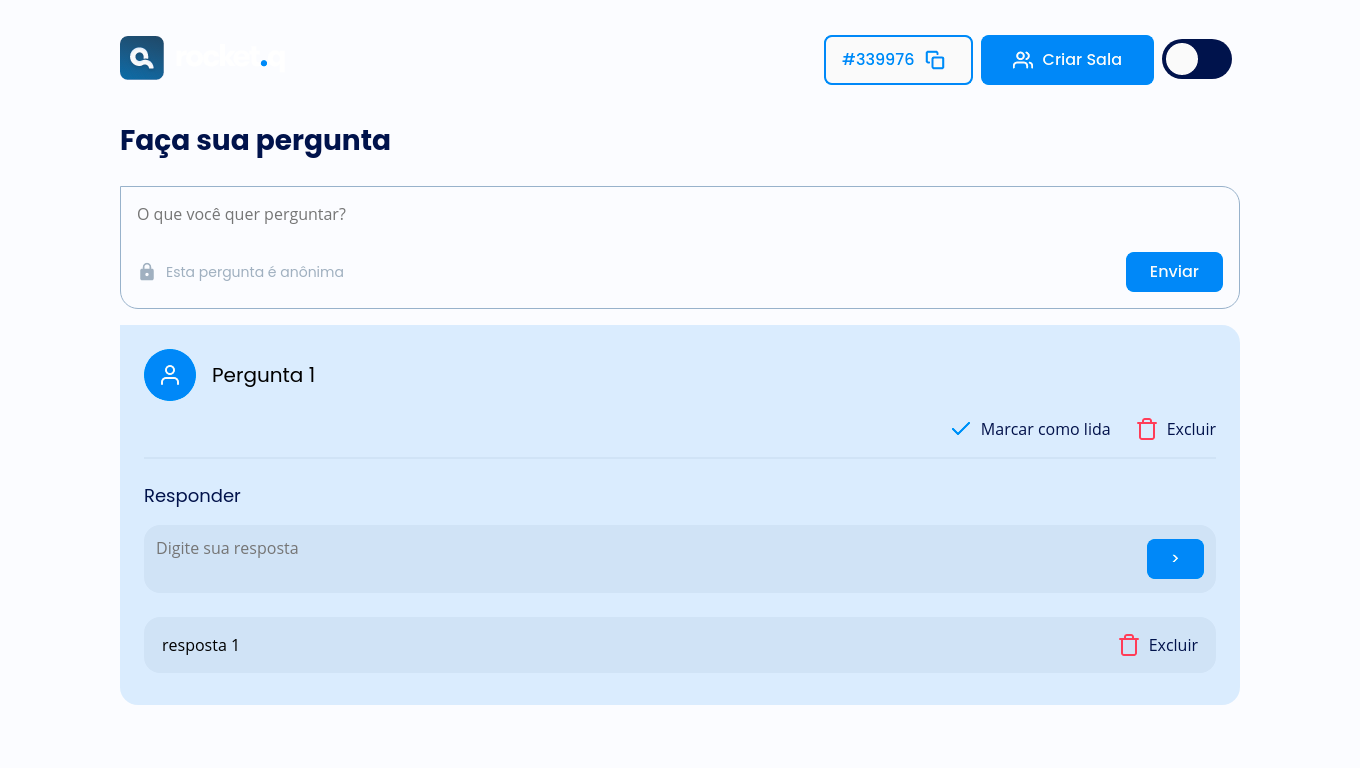 rocket.q
#339976
Criar Sala
Faça sua pergunta
O que você quer perguntar?
Esta pergunta é anônima
Enviar
Pergunta 1
Marcar como lida
Excluir
Responder
Digite sua resposta
>
resposta 1
Excluir